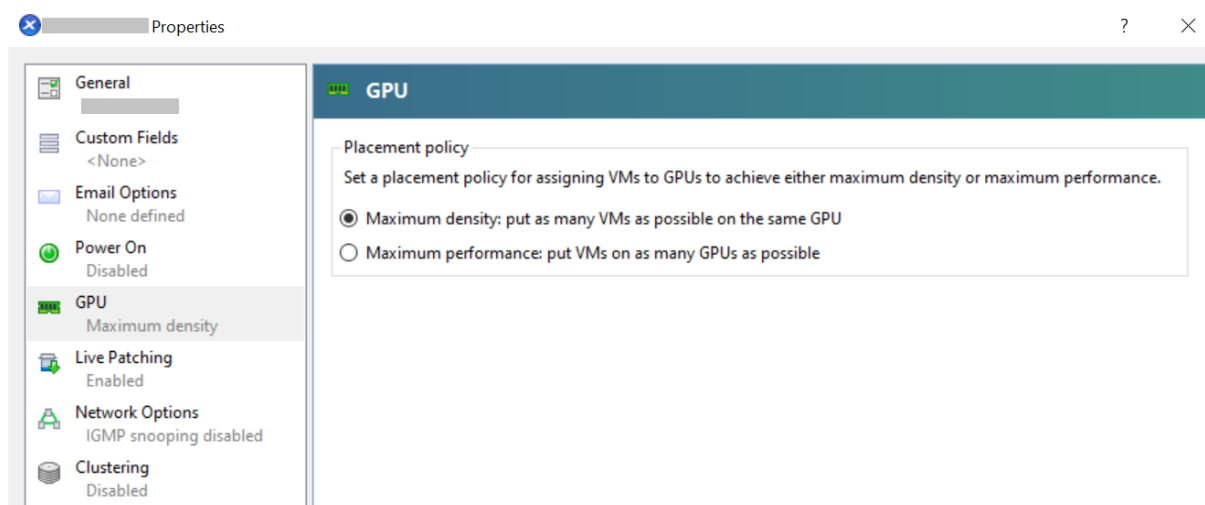 Properties
?
General
Custom Fields
<None>
Email Options
None defined
Power On
Disabled
GPU
Maximum density
Live Patching
Enabled
Network Options
IGMP snooping disabled
Clustering
Disabled
GPU
Placement policy
Set a placement policy for assigning VMs to GPUs to achieve either maximum density or maximum performance.
Maximum density: put as many VMs as possible on the same GPU
Maximum performance: put VMs on as many GPUs as possible